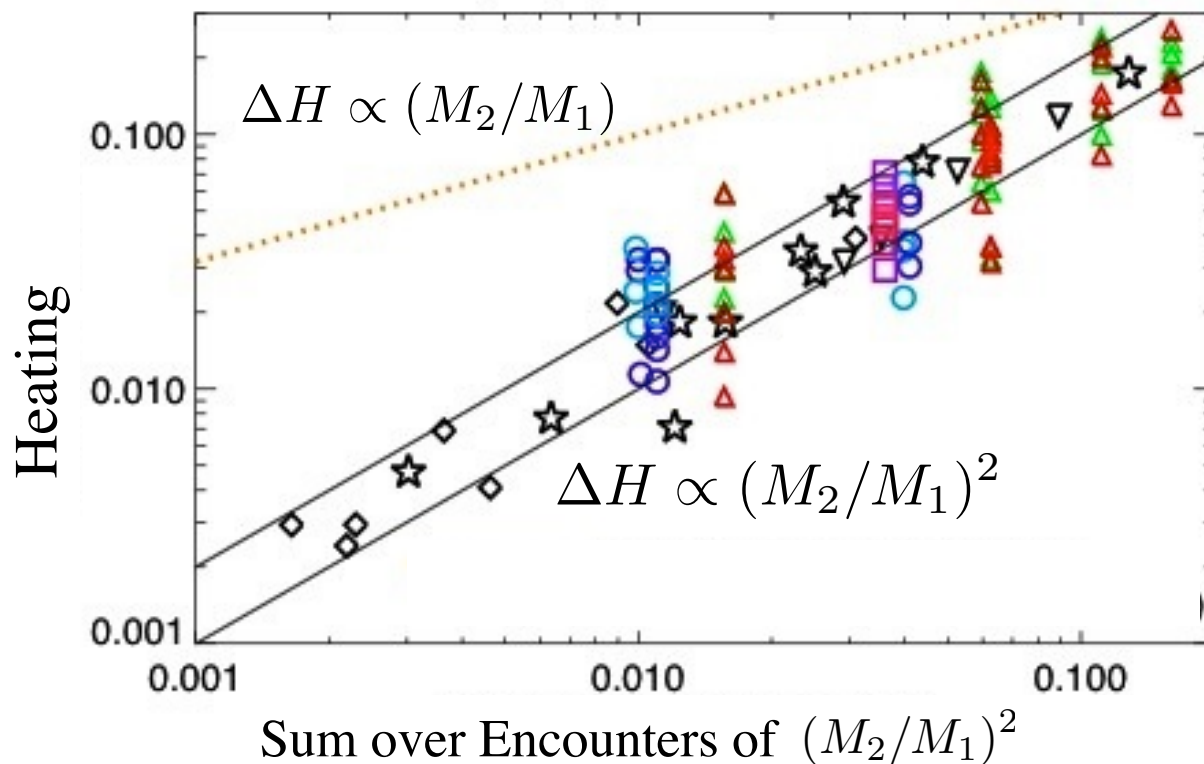 ΔH ∝ (M₂/M₁)
0.100
Heating
0.010
ΔH ∝ (M₂/M₁)²
0.001
0.001 0.010 0.100
Sum over Encounters of (M₂/M₁)²